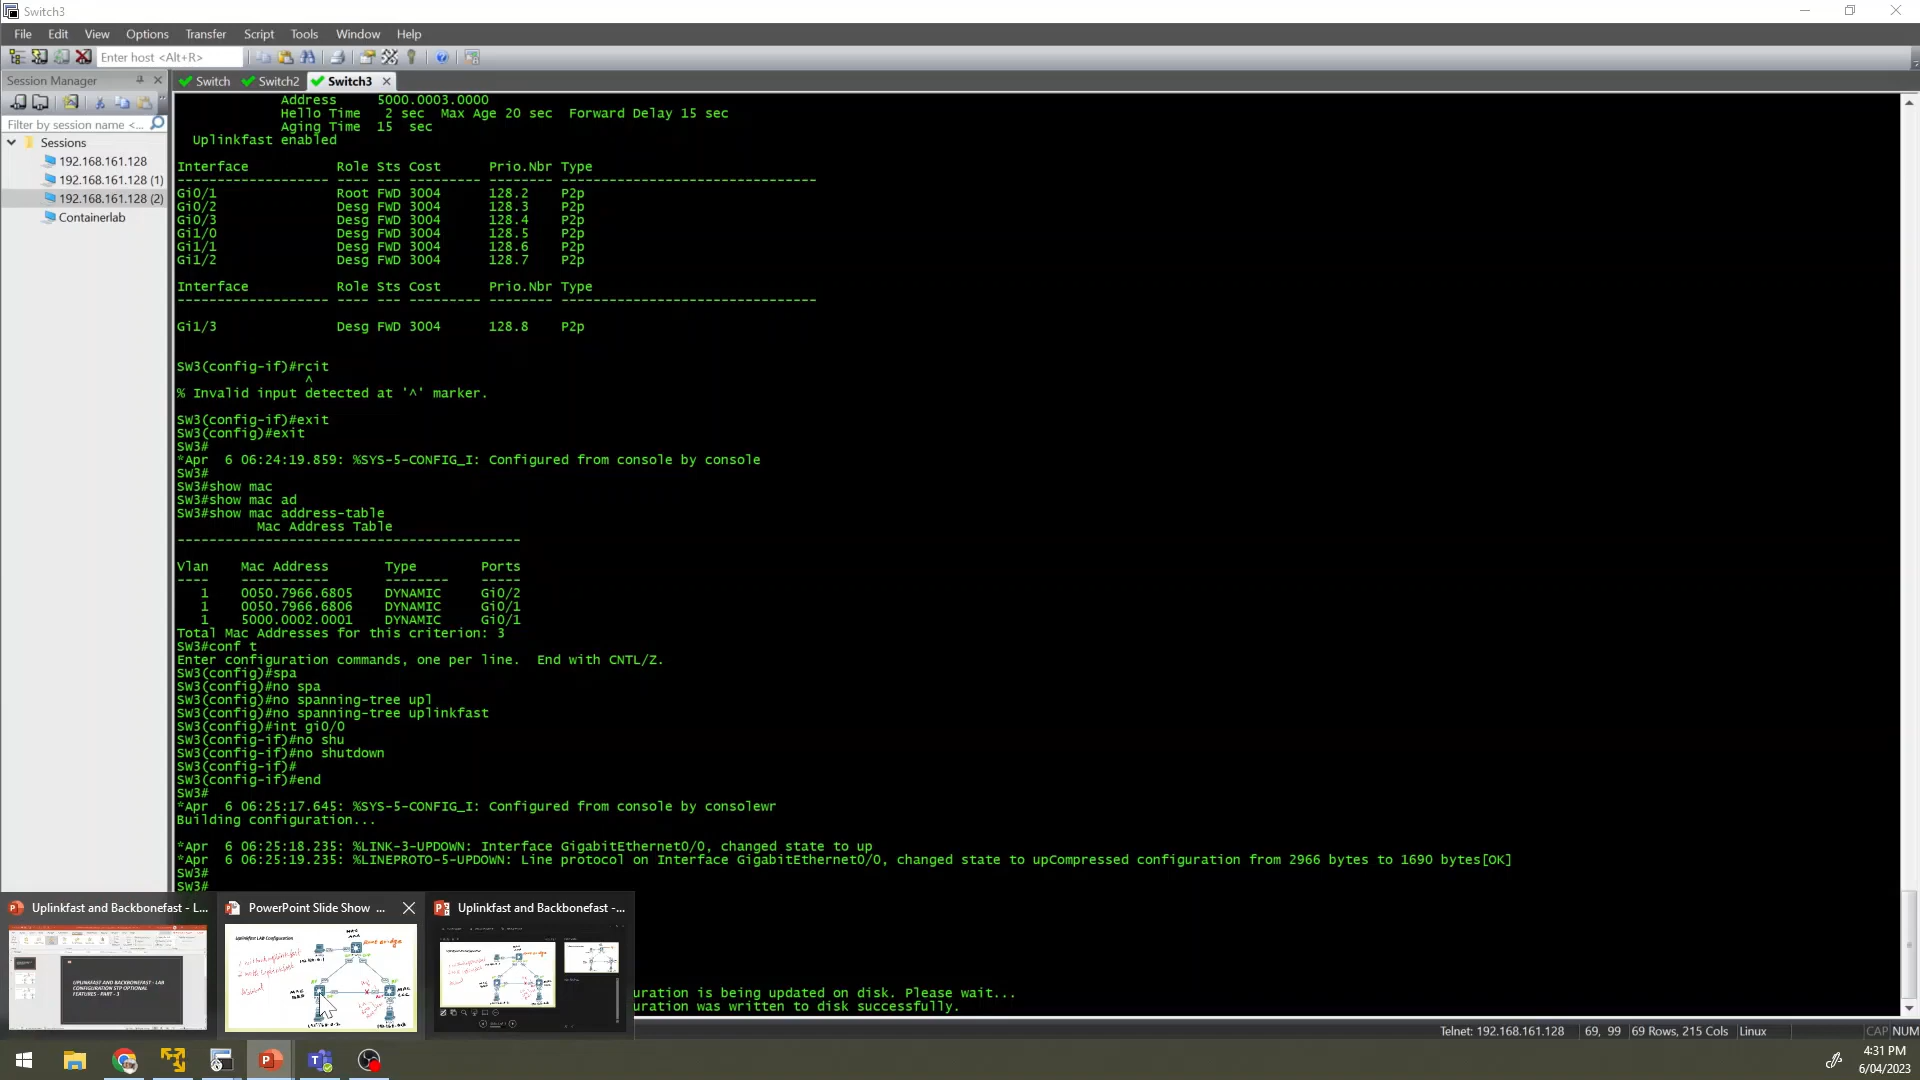 Switch3
File Edit View Options Transfer Script Tools Window Help
Enter host <Alt+R>
Session Manager
Switch Switch2 Switch3
Filter by session name <...
Sessions
192.168.161.128
192.168.161.128 (1)
192.168.161.128 (2)
Containerlab
Address 5000.0003.0000
Hello Time 2 sec Max Age 20 sec Forward Delay 15 sec
Aging Time 15 sec
Uplinkfast enabled
Interface Role Sts Cost Prio.Nbr Type
------------------- ---- --- --------- -------- --------------------------------
Gi0/1 Root FWD 3004 128.2 P2p
Gi0/2 Desg FWD 3004 128.3 P2p
Gi0/3 Desg FWD 3004 128.4 P2p
Gi1/0 Desg FWD 3004 128.5 P2p
Gi1/1 Desg FWD 3004 128.6 P2p
Gi1/2 Desg FWD 3004 128.7 P2p
Interface Role Sts Cost Prio.Nbr Type
------------------- ---- --- --------- -------- --------------------------------
Gi1/3 Desg FWD 3004 128.8 P2p
SW3(config-if)#rcit
^
% Invalid input detected at '^' marker.
SW3(config-if)#exit
SW3(config)#exit
SW3#
*Apr 6 06:24:19.859: %SYS-5-CONFIG_I: Configured from console by console
SW3#
SW3#show mac
SW3#show mac ad
SW3#show mac address-table
Mac Address Table
-------------------------------------------
Vlan Mac Address Type Ports
---- ----------- -------- -----
1 0050.7966.6805 DYNAMIC Gi0/2
1 0050.7966.6806 DYNAMIC Gi0/1
1 5000.0002.0001 DYNAMIC Gi0/1
Total Mac Addresses for this criterion: 3
SW3#conf t
Enter configuration commands, one per line. End with CNTL/Z.
SW3(config)#spa
SW3(config)#no spa
SW3(config)#no spanning-tree upl
SW3(config)#no spanning-tree uplinkfast
SW3(config)#int gi0/0
SW3(config-if)#no shu
SW3(config-if)#no shutdown
SW3(config-if)#
SW3(config-if)#end
SW3#
*Apr 6 06:25:17.645: %SYS-5-CONFIG_I: Configured from console by consolewr
Building configuration...
*Apr 6 06:25:18.235: %LINK-3-UPDOWN: Interface GigabitEthernet0/0, changed state to up
*Apr 6 06:25:19.235: %LINEPROTO-5-UPDOWN: Line protocol on Interface GigabitEthernet0/0, changed state to upCompressed configuration from 2966 bytes to 1690 bytes[OK]
SW3#
SW3#
Uplinkfast and Backbonefast - L... PowerPoint Slide Show ... Uplinkfast and Backbonefast -...
UPLINKFAST AND BACKBONEFAST - LAB
CONFIGURATION STP OPTIONAL
FEATURES - PART - 3
Uplinkfast LAB Configuration
Root Bridge
uration is being updated on disk. Please wait...
uration was written to disk successfully.
Telnet: 192.168.161.128 69, 99 69 Rows, 215 Cols Linux CAP NUM
4:31 PM
6/04/2023